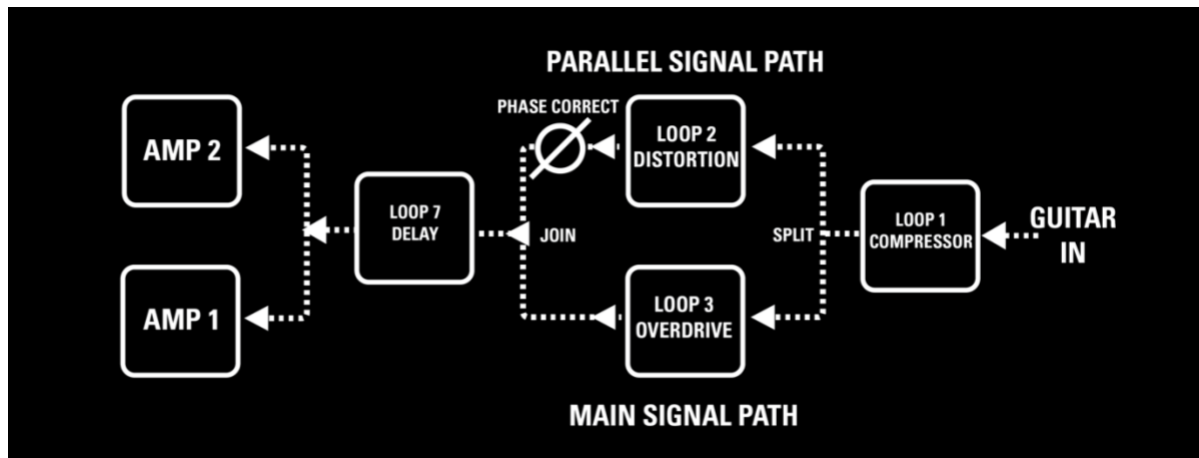 PARALLEL SIGNAL PATH
PHASE CORRECT
AMP 2
LOOP 2
DISTORTION
LOOP 7
DELAY
JOIN
SPLIT
LOOP 1
COMPRESSOR
GUITAR
IN
AMP 1
LOOP 3
OVERDRIVE
MAIN SIGNAL PATH